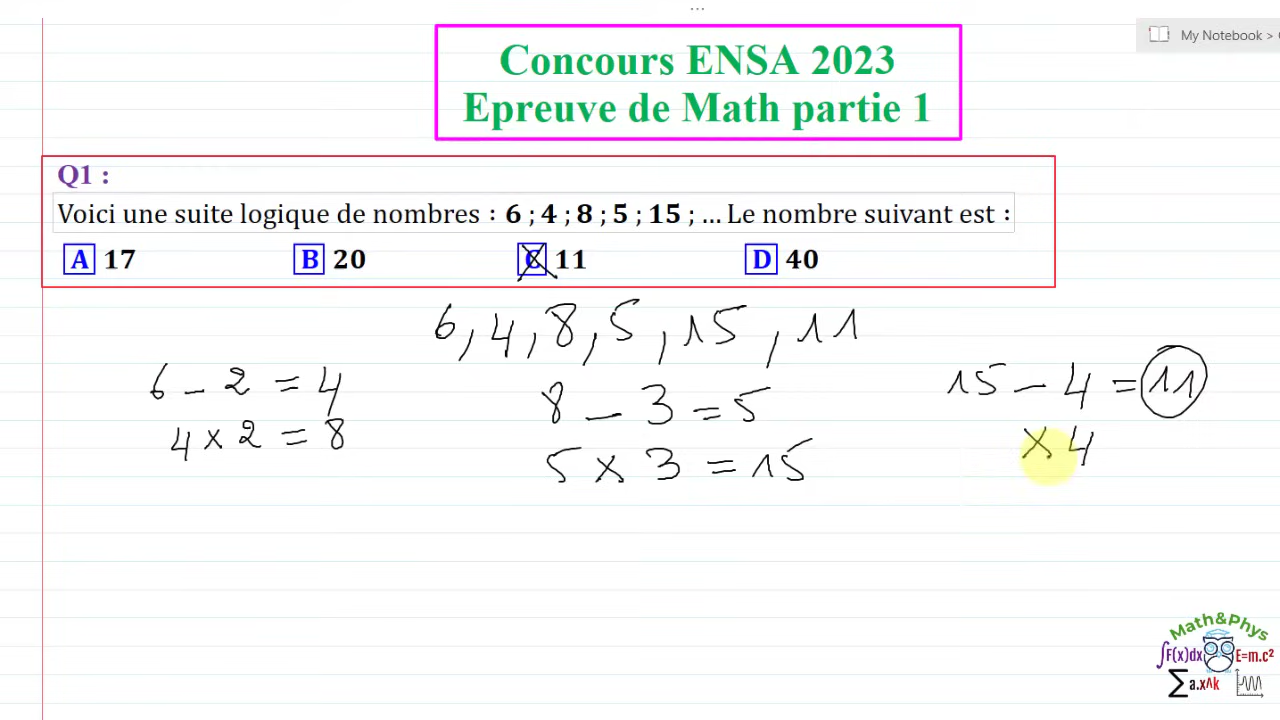 ...
My Notebook >
Concours ENSA 2023
Epreuve de Math partie 1
Q1 :
Voici une suite logique de nombres : 6 ; 4 ; 8 ; 5 ; 15 ; ... Le nombre suivant est :
A 17 B 20 C 11 D 40
6, 4, 8, 5, 15, 11
6 - 2 = 4
4 x 2 = 8
8 - 3 = 5
5 x 3 = 15
15 - 4 = 11
x 4
Math&Phys
∫F(x)dx E=m.c²
∑ a.x^k